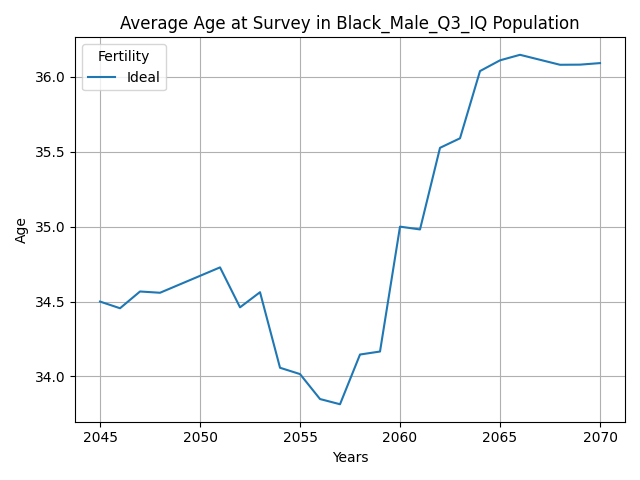 Average Age at Survey in Black_Male_Q3_IQ Population
Fertility
Ideal
Age
36.0
35.5
35.0
34.5
34.0
2045 2050 2055 2060 2065 2070
Years